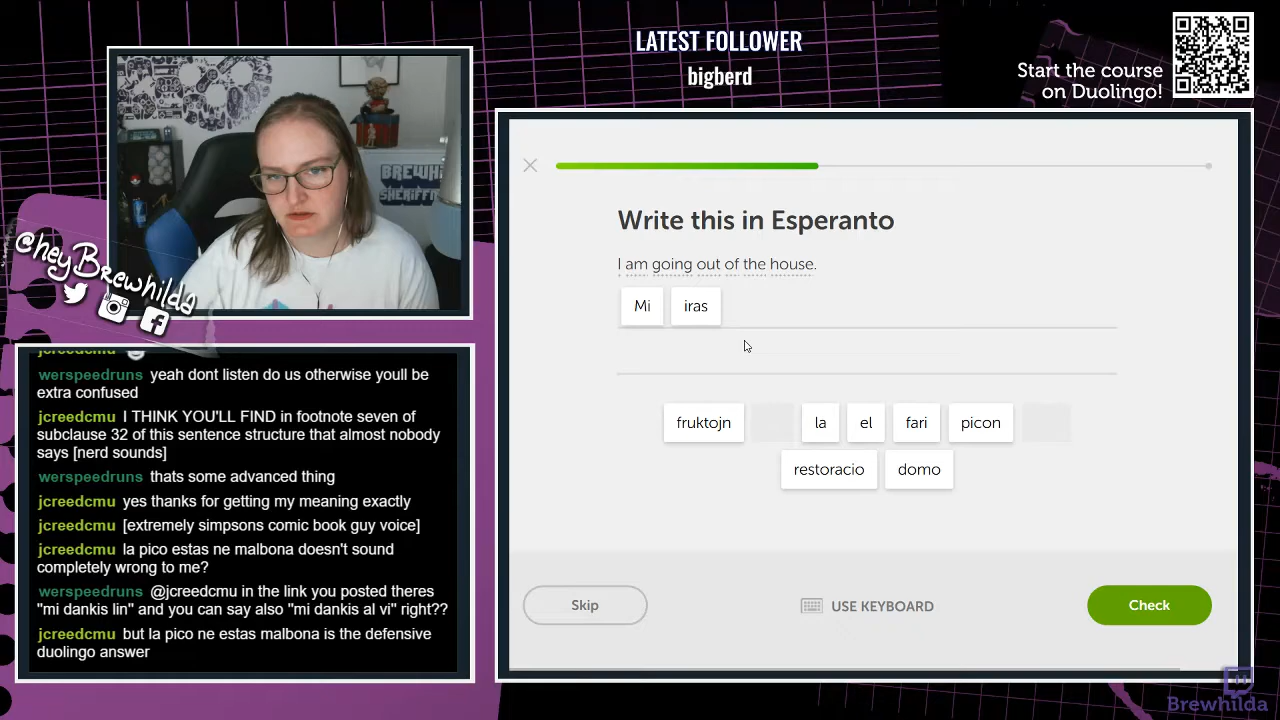 LATEST FOLLOWER
bigberd
Start the course
on Duolingo!
BREWH
SHERIFF
@heyBrewhilda
Write this in Esperanto
I am going out of the house.
Mi iras
fruktojn la el fari picon
restoracio domo
Skip
USE KEYBOARD
Check
jcreedcmu
werspeedruns yeah dont listen do us otherwise youll be
extra confused
jcreedcmu I THINK YOU'LL FIND in footnote seven of
subclause 32 of this sentence structure that almost nobody
says [nerd sounds]
werspeedruns thats some advanced thing
jcreedcmu yes thanks for getting my meaning exactly
jcreedcmu [extremely simpsons comic book guy voice]
jcreedcmu la pico estas ne malbona doesn't sound
completely wrong to me?
werspeedruns @jcreedcmu in the link you posted theres
"mi dankis lin" and you can say also "mi dankis al vi" right??
jcreedcmu but la pico ne estas malbona is the defensive
duolingo answer
Brewhilda